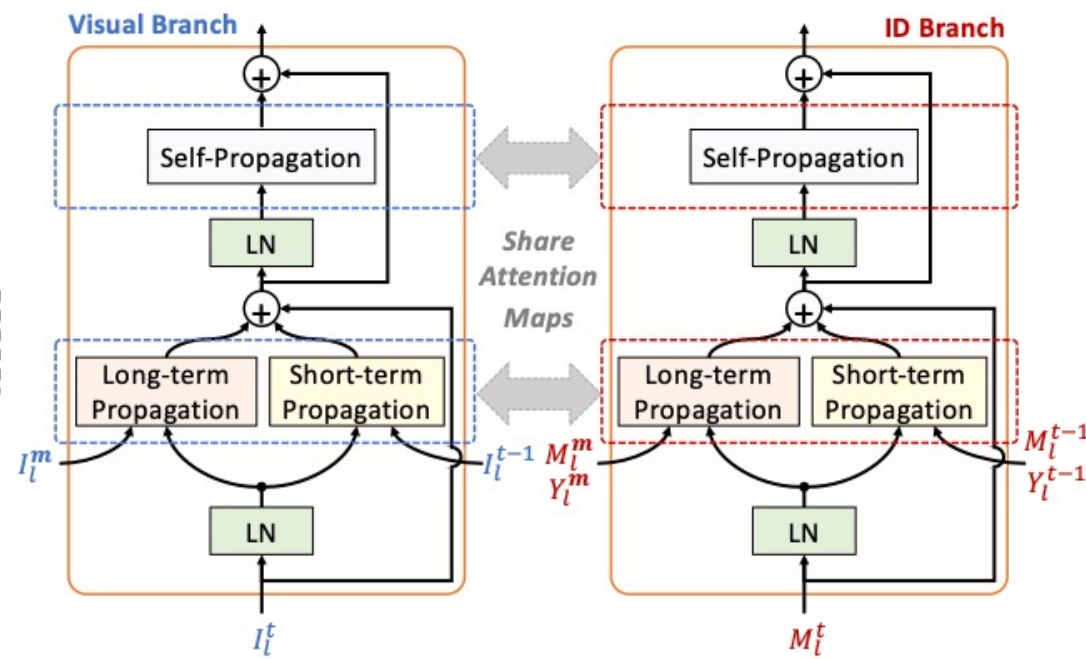 Visual Branch
Self-Propagation
LN
Long-term
Propagation
Short-term
Propagation
I_l^m
I_l^{t-1}
LN
I_l^t
Share
Attention
Maps
ID Branch
Self-Propagation
LN
Long-term
Propagation
Short-term
Propagation
M_l^m
Y_l^m
M_l^{t-1}
Y_l^{t-1}
LN
M_l^t